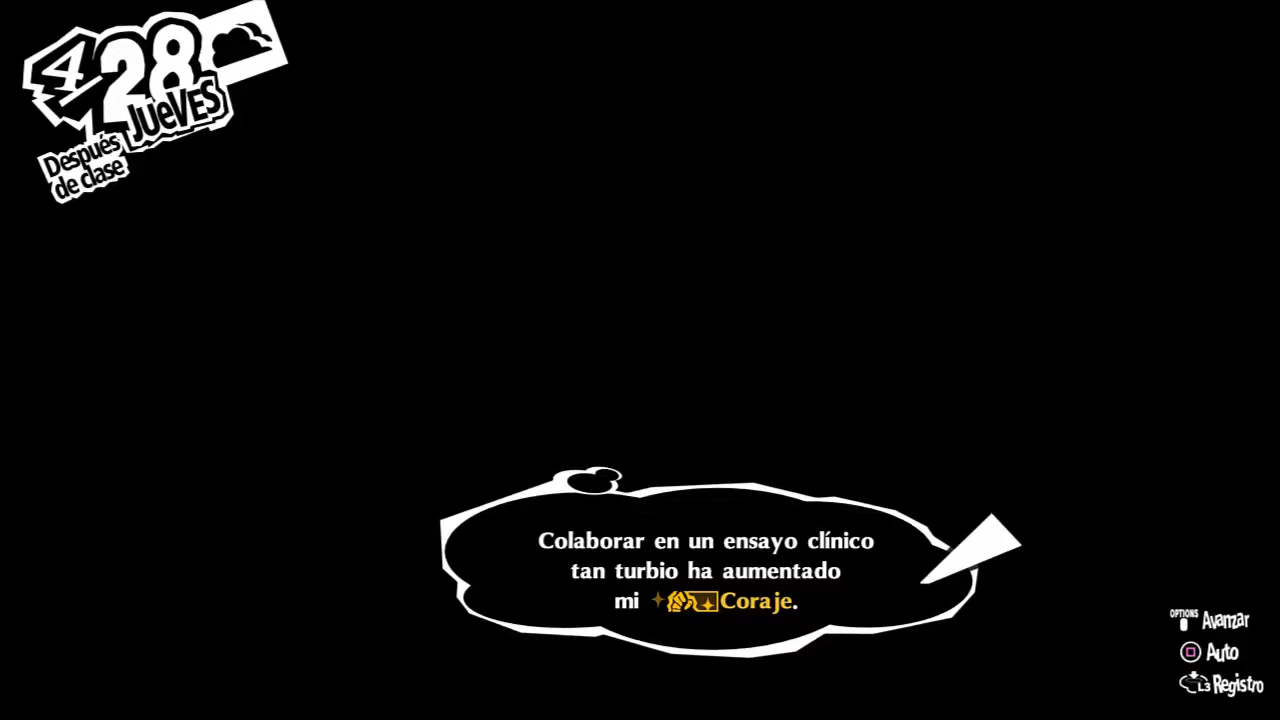 4/28
JUeVES
Después
de clase
Colaborar en un ensayo clínico
tan turbio ha aumentado
mi Coraje.
OPTIONS Avanzar
Auto
L3 Registro